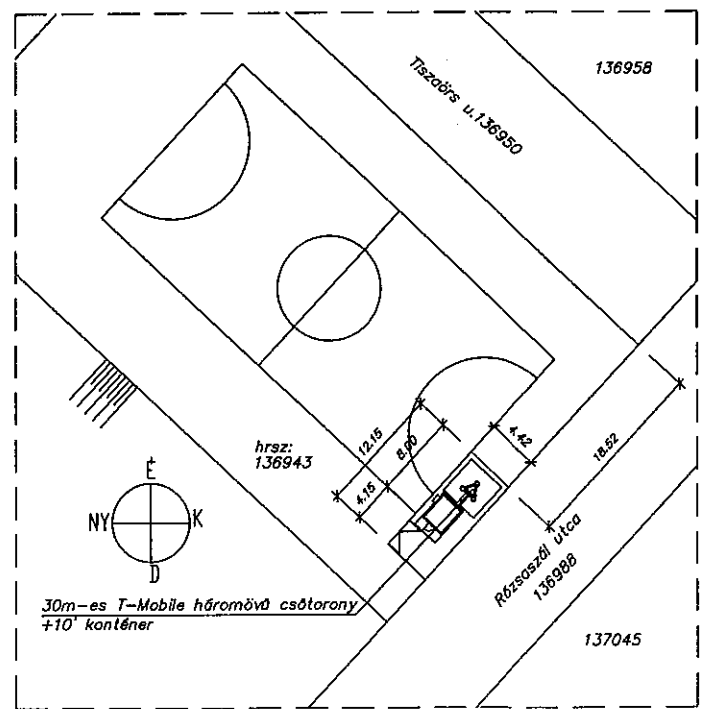 136958
Tiszaörs u.136950
12.15
8.00
4.15
4.42
18.52
hrsz:
136943
É
NY
K
D
Rózsaszál utca
136988
30m-es T-Mobile háromövű csőtorony
+10' konténer
137045